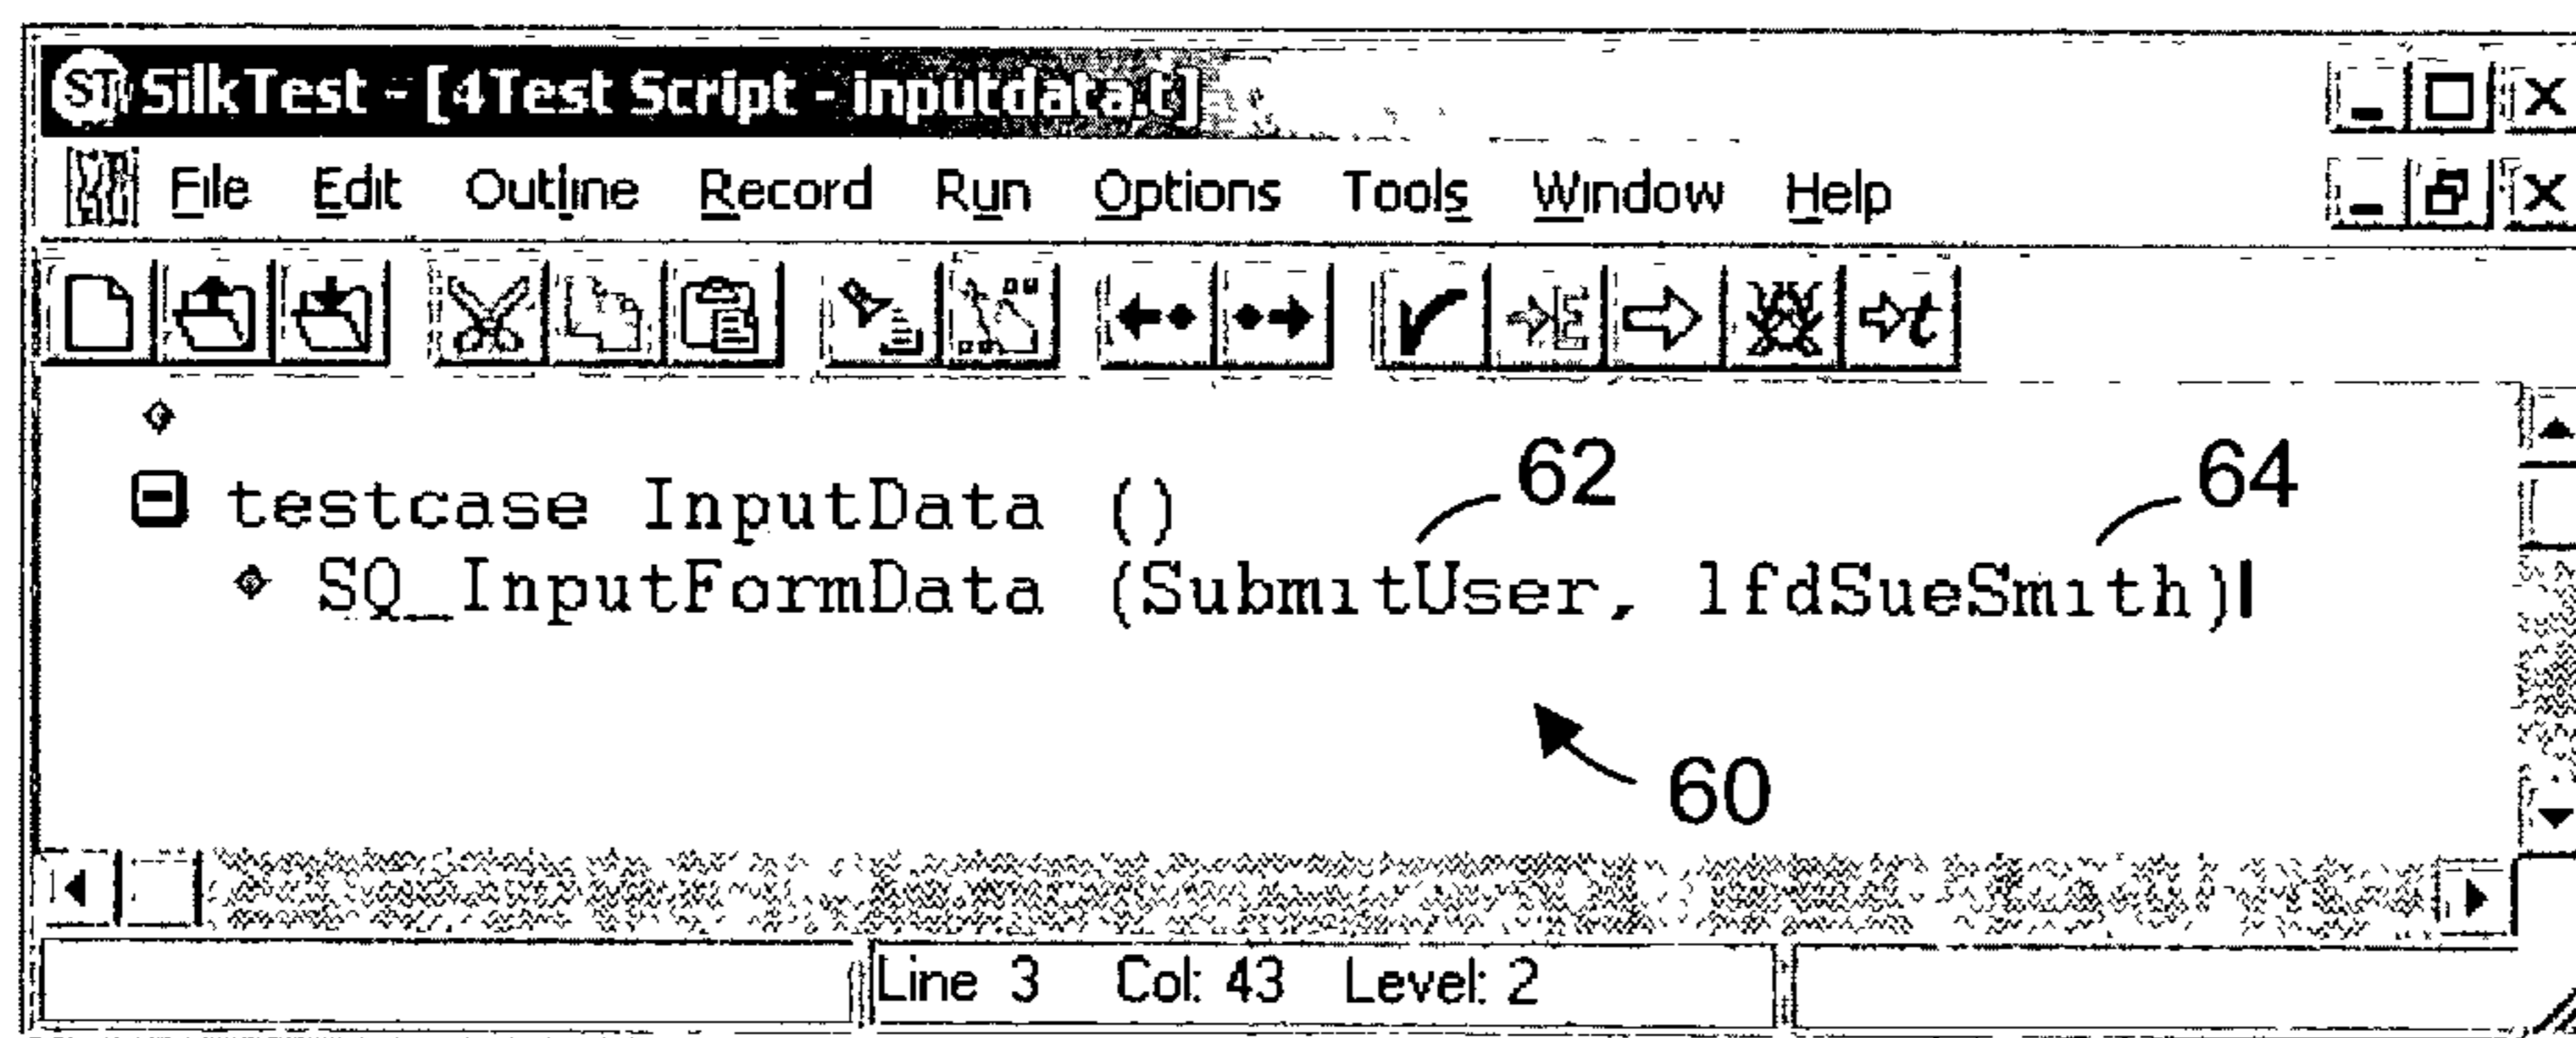 ST SilkTest - [4Test Script - inputdata.t]
File Edit Outline Record Run Options Tools Window Help
t
62 64
testcase InputData ()
SQ_InputFormData (SubmitUser, lfdSueSmith)
60
Line 3 Col: 43 Level: 2